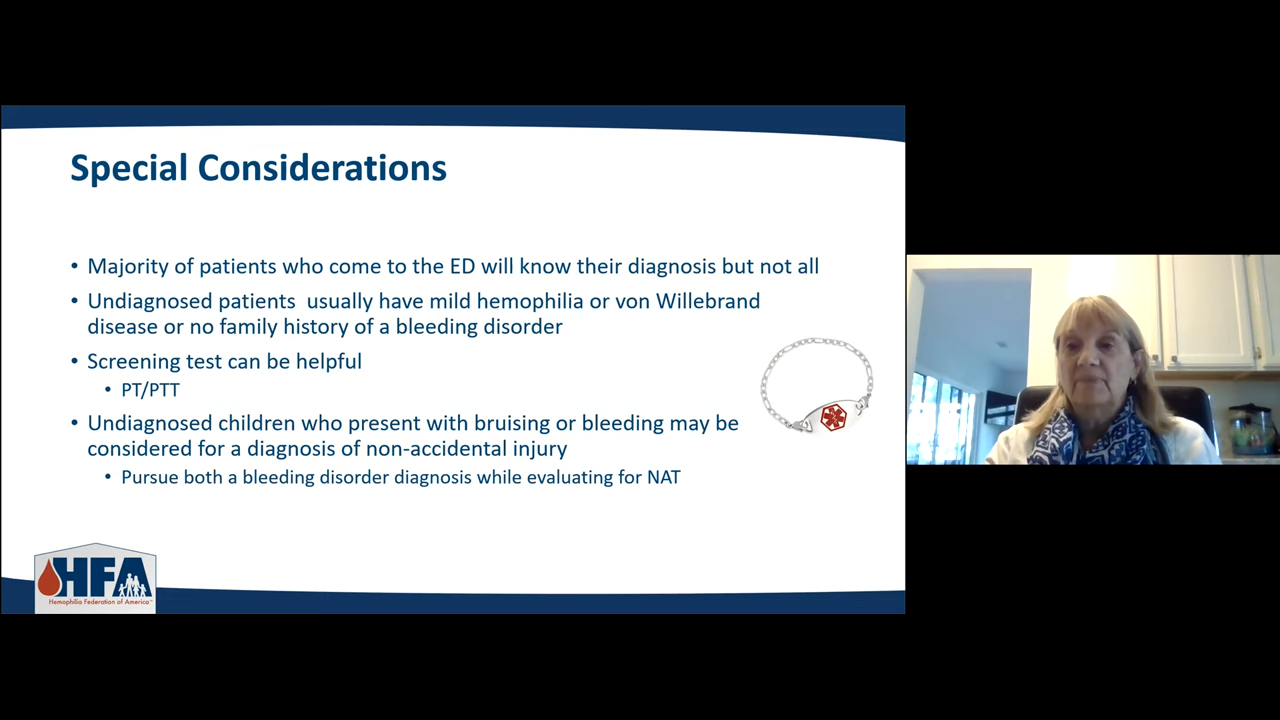 Special Considerations
• Majority of patients who come to the ED will know their diagnosis but not all
• Undiagnosed patients  usually have mild hemophilia or von Willebrand
disease or no family history of a bleeding disorder
• Screening test can be helpful
• PT/PTT
• Undiagnosed children who present with bruising or bleeding may be
considered for a diagnosis of non-accidental injury
• Pursue both a bleeding disorder diagnosis while evaluating for NAT
HFA
Hemophilia Federation of America